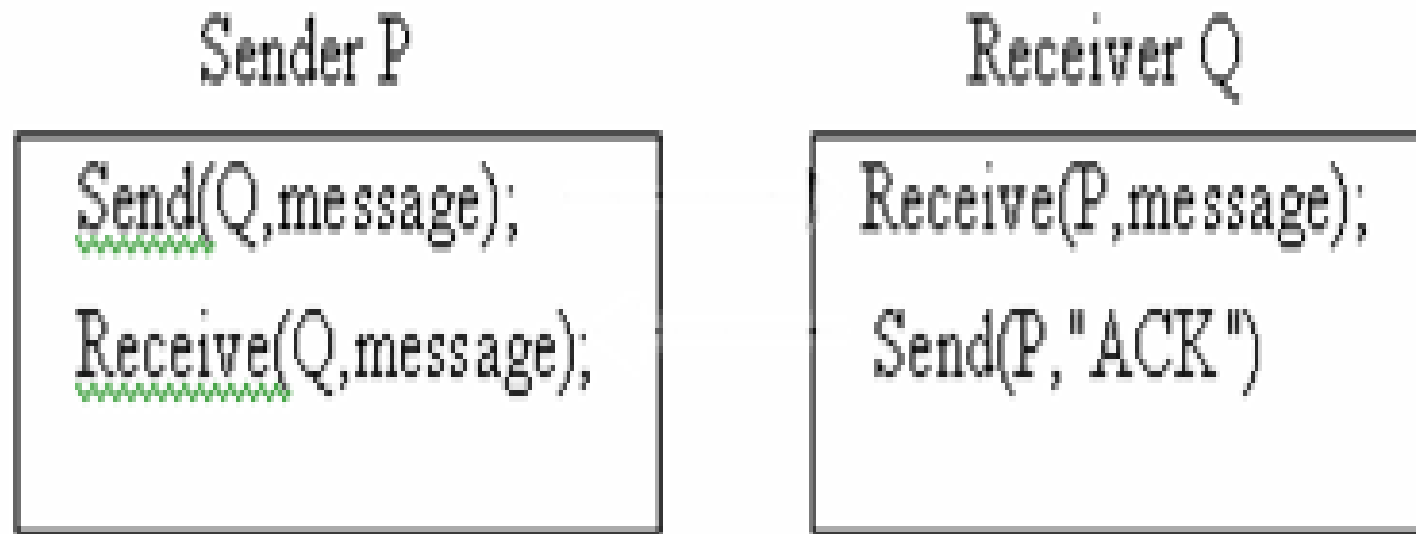 Sender P
Receiver Q
Send(Q,message);
Receive(Q,message);
Receive(P,message);
Send(P,"ACK")